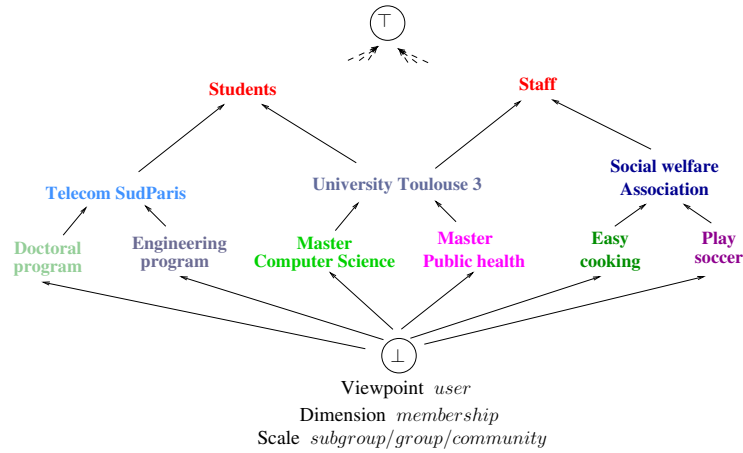 ⊤
Students
Staff
Telecom SudParis
University Toulouse 3
Social welfare
Association
Doctoral
program
Engineering
program
Master
Computer Science
Master
Public health
Easy
cooking
Play
soccer
⊥
Viewpoint user
Dimension membership
Scale subgroup/group/community